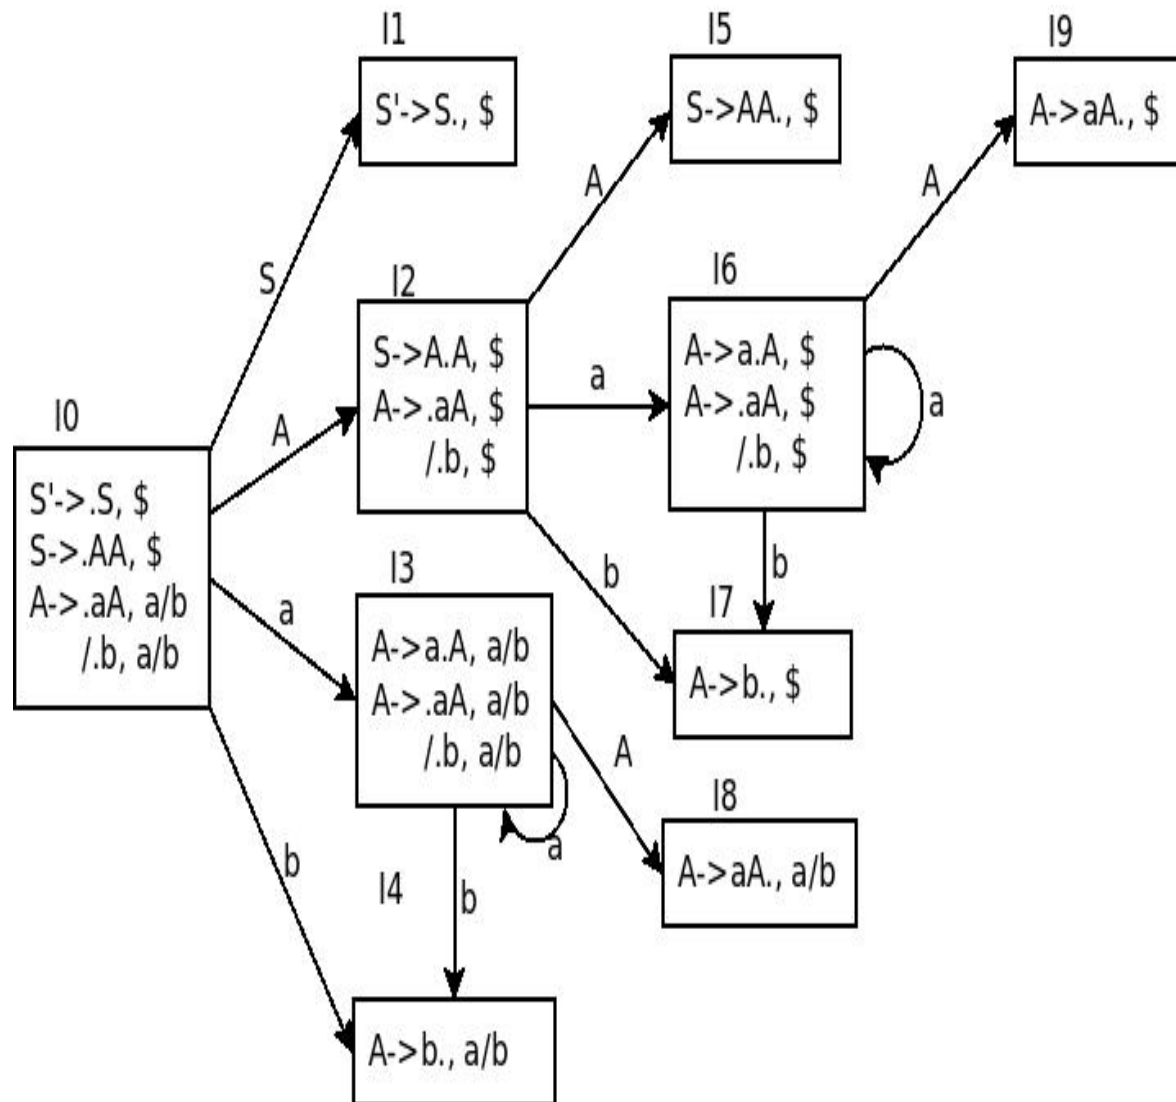 I1
S'->S., $
I5
S->AA., $
I9
A->aA., $
S
A
A
I2
S->A.A, $
A->.aA, $
/.b, $
a
I6
A->a.A, $
A->.aA, $
/.b, $
a
I0
S'->.S, $
S->.AA, $
A->.aA, a/b
/.b, a/b
A
a
b
b
I3
A->a.A, a/b
A->.aA, a/b
/.b, a/b
I7
A->b., $
A
a
I8
A->aA., a/b
b
I4
b
A->b., a/b